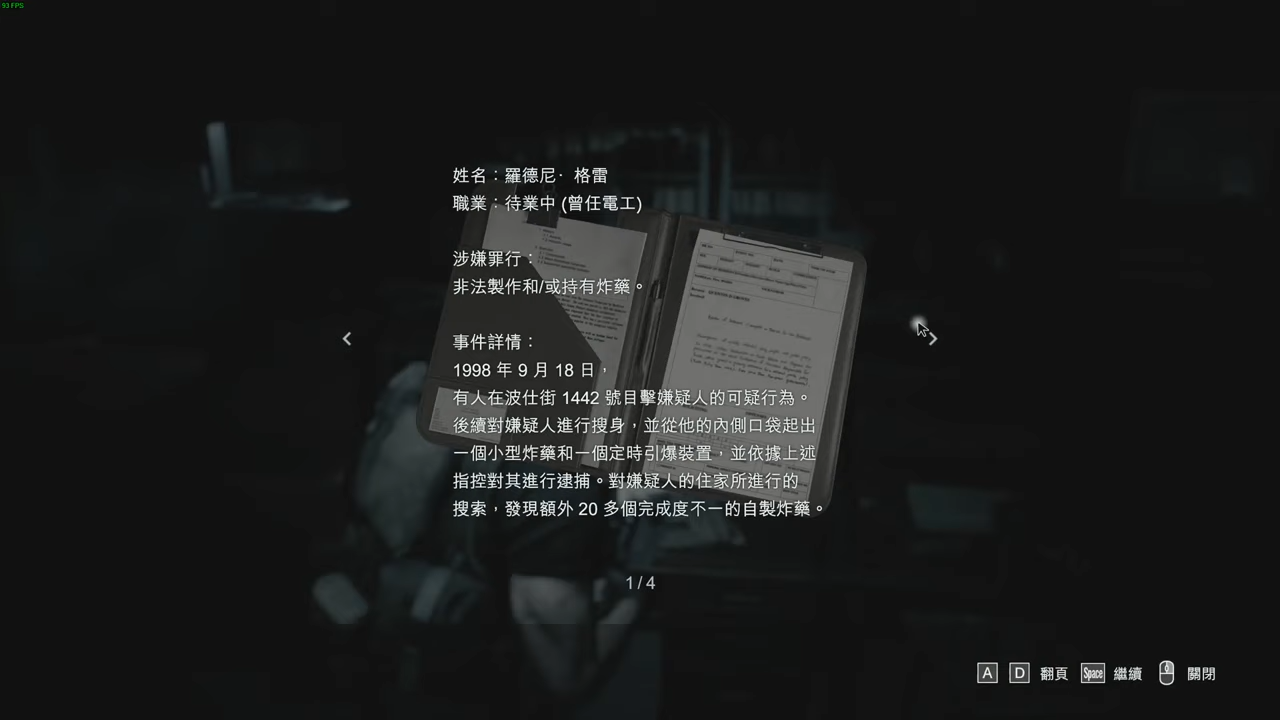 93 FPS
姓名：羅德尼· 格雷
職業：待業中 (曾任電工)
涉嫌罪行：
非法製作和/或持有炸藥。
事件詳情：
1998 年 9 月 18 日，
有人在波仕街 1442 號目擊嫌疑人的可疑行為。
後續對嫌疑人進行搜身，並從他的內側口袋起出
一個小型炸藥和一個定時引爆裝置，並依據上述
指控對其進行逮捕。對嫌疑人的住家所進行的
搜索，發現額外 20 多個完成度不一的自製炸藥。
1 / 4
A D 翻頁 Space 繼續 關閉